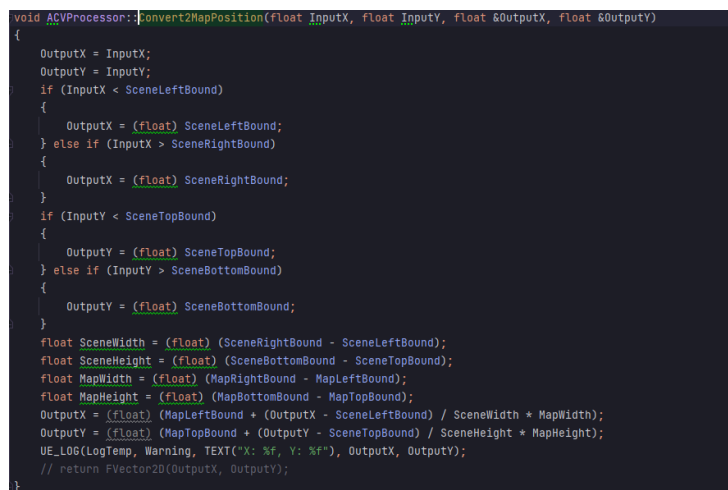 void ACVProcessor::Convert2MapPosition(float InputX, float InputY, float &OutputX, float &OutputY)
{
    OutputX = InputX;
    OutputY = InputY;
    if (InputX < SceneLeftBound)
    {
        OutputX = (float) SceneLeftBound;
    } else if (InputX > SceneRightBound)
    {
        OutputX = (float) SceneRightBound;
    }
    if (InputY < SceneTopBound)
    {
        OutputY = (float) SceneTopBound;
    } else if (InputY > SceneBottomBound)
    {
        OutputY = (float) SceneBottomBound;
    }
    float SceneWidth = (float) (SceneRightBound - SceneLeftBound);
    float SceneHeight = (float) (SceneBottomBound - SceneTopBound);
    float MapWidth = (float) (MapRightBound - MapLeftBound);
    float MapHeight = (float) (MapBottomBound - MapTopBound);
    OutputX = (float) (MapLeftBound + (OutputX - SceneLeftBound) / SceneWidth * MapWidth);
    OutputY = (float) (MapTopBound + (OutputY - SceneTopBound) / SceneHeight * MapHeight);
    UE_LOG(LogTemp, Warning, TEXT("X: %f, Y: %f"), OutputX, OutputY);
    // return FVector2D(OutputX, OutputY);
}